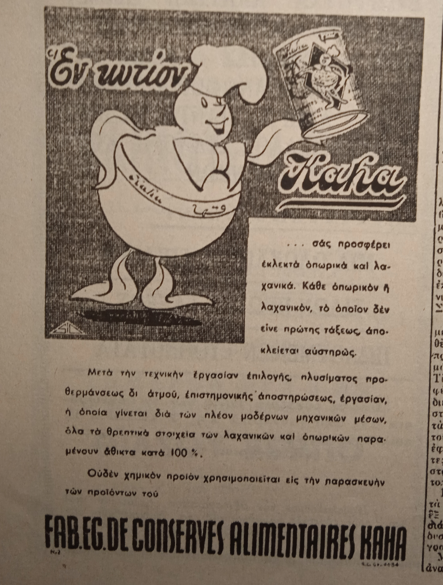 Ἕν κυτίον
Kaha
... σᾶς προσφέρει
ἐκλεκτὰ ὀπωρικὰ καὶ λα-
χανικά. Κάθε ὀπωρικὸν ἢ
λαχανικόν, τὸ ὁποῖον δὲν
εἶνε πρώτης τάξεως, ἀπο-
κλείεται αὐστηρῶς.
Μετὰ τὴν τεχνικὴν ἐργασίαν ἐπιλογῆς, πλυσίματος προ-
θερμάνσεως δι ἀτμοῦ, ἐπιστημονικῆς ἀποστηρώσεως, ἐργασίαν,
ἡ ὁποία γίνεται διὰ τῶν πλέον μοδέρνων μηχανικῶν μέσων,
ὅλα τὰ θρεπτικὰ στοιχεῖα τῶν λαχανικῶν καὶ ὀπωρικῶν παρα-
μένουν ἄθικτα κατὰ 100 %.
Οὐδὲν χημικὸν προϊὸν χρησιμοποιεῖται εἰς τὴν παρασκευὴν
τῶν προϊόντων τοῦ
FAB.EG.DE CONSERVES ALIMENTAIRES KAHA